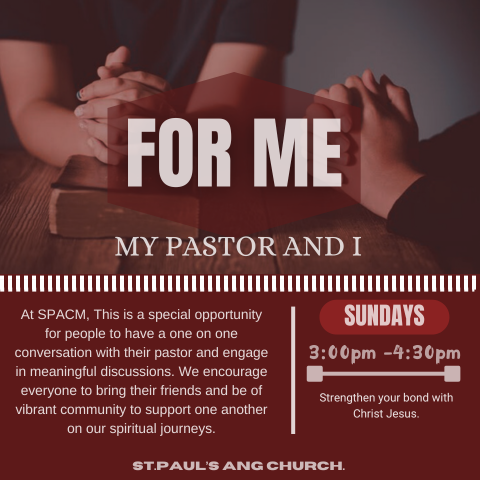 FOR ME
MY PASTOR AND I
At SPACM, This is a special opportunity
for people to have a one on one
conversation with their pastor and engage
in meaningful discussions. We encourage
everyone to bring their friends and be of
vibrant community to support one another
on our spiritual journeys.
SUNDAYS
3:00pm -4:30pm
Strengthen your bond with
Christ Jesus.
ST.PAUL'S ANG CHURCH.